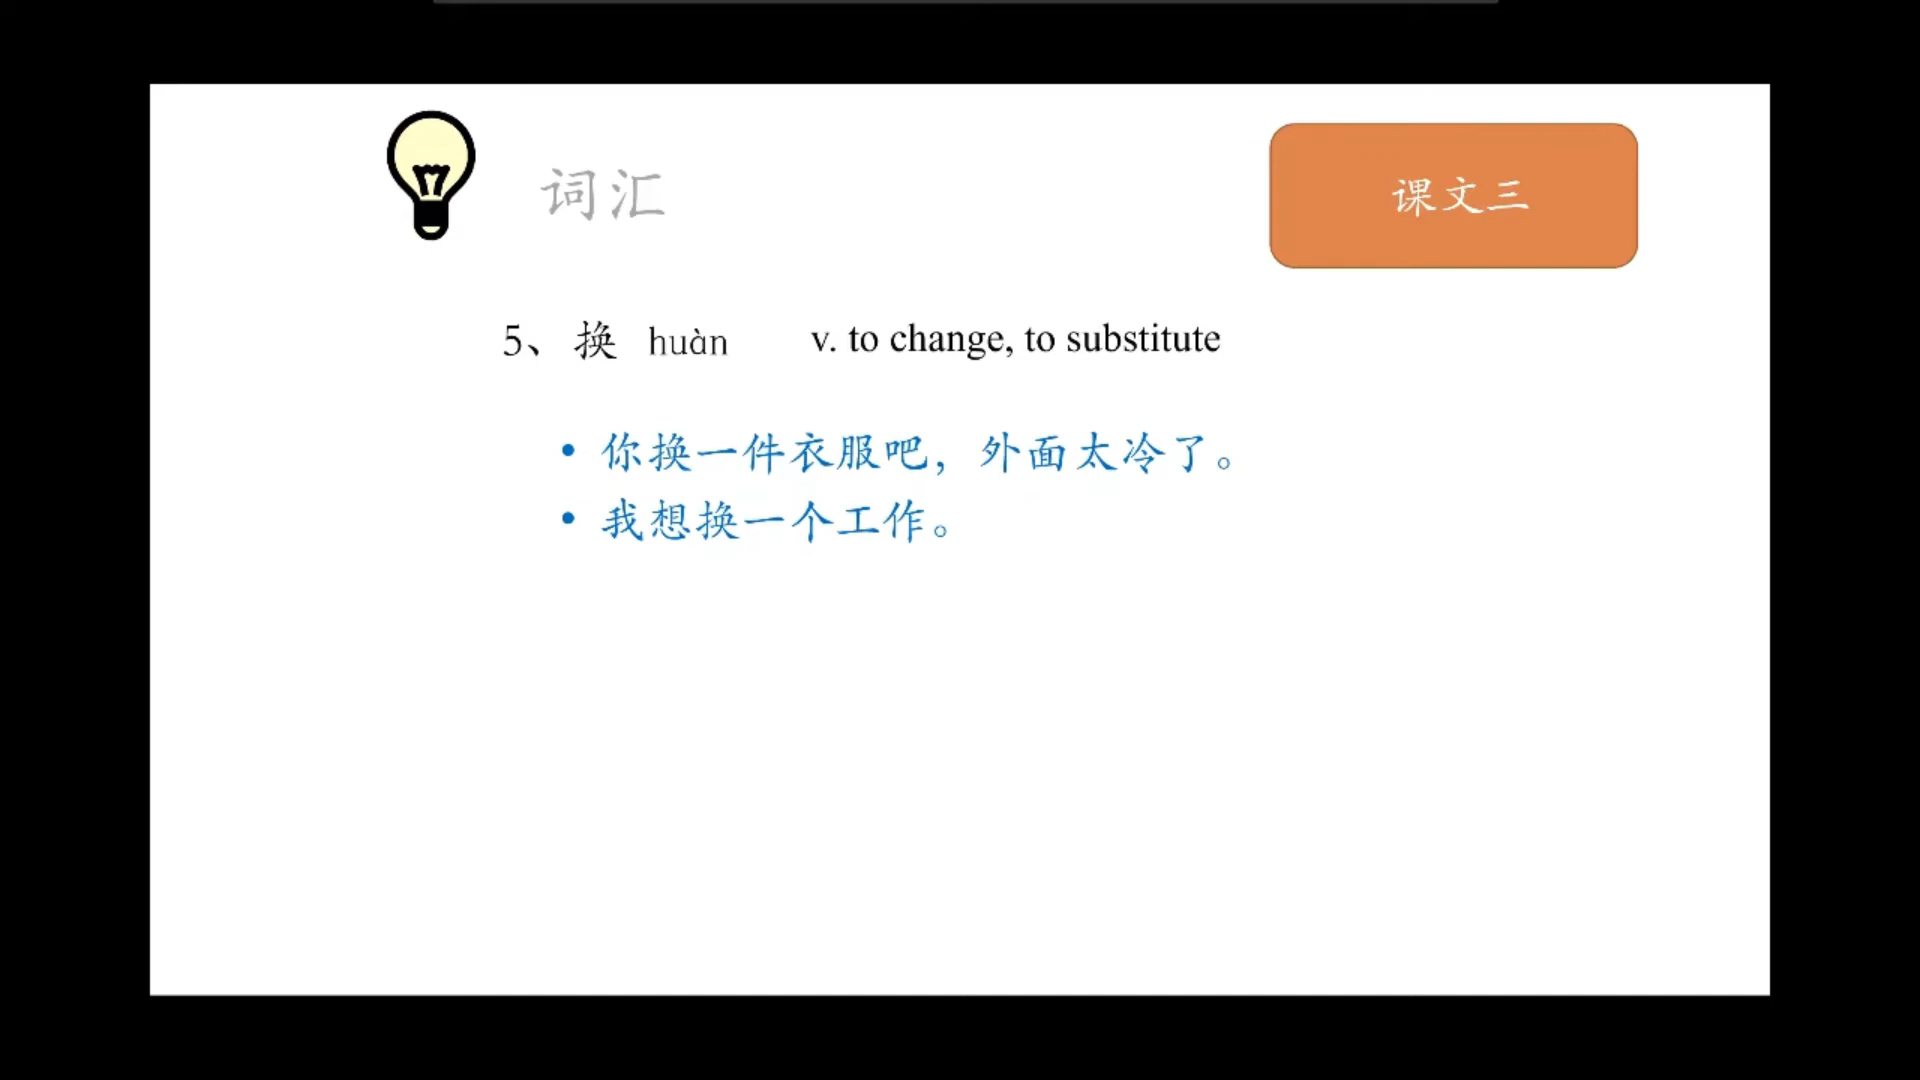 词汇
课文三
5、换 huàn v. to change, to substitute
• 你换一件衣服吧，外面太冷了。
• 我想换一个工作。